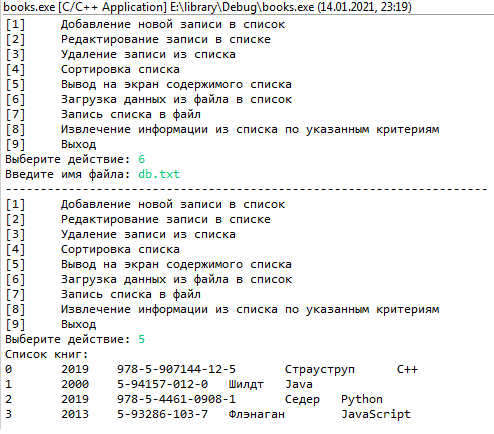 books.exe [C/C++ Application] E:\library\Debug\books.exe (14.01.2021, 23:19)
[1] Добавление новой записи в список
[2] Редактирование записи в списке
[3] Удаление записи из списка
[4] Сортировка списка
[5] Вывод на экран содержимого списка
[6] Загрузка данных из файла в список
[7] Запись списка в файл
[8] Извлечение информации из списка по указанным критериям
[9] Выход
Выберите действие: 6
Введите имя файла: db.txt
----------------------------------------------------------------------
[1] Добавление новой записи в список
[2] Редактирование записи в списке
[3] Удаление записи из списка
[4] Сортировка списка
[5] Вывод на экран содержимого списка
[6] Загрузка данных из файла в список
[7] Запись списка в файл
[8] Извлечение информации из списка по указанным критериям
[9] Выход
Выберите действие: 5
Список книг:
0 2019 978-5-907144-12-5 Страуструп C++
1 2000 5-94157-012-0 Шилдт Java
2 2019 978-5-4461-0908-1 Седер Python
3 2013 5-93286-103-7 Флэнаган JavaScript